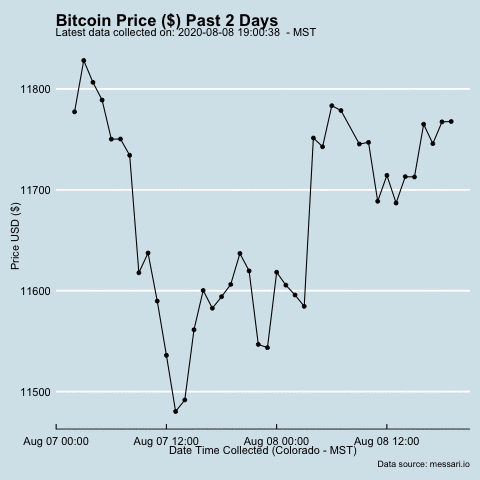 Bitcoin Price ($) Past 2 Days
Latest data collected on: 2020-08-08 19:00:38  - MST
11800
11700
11600
11500
Price USD ($)
Aug 07 00:00 Aug 07 12:00 Aug 08 00:00 Aug 08 12:00
Date Time Collected (Colorado - MST)
Data source: messari.io